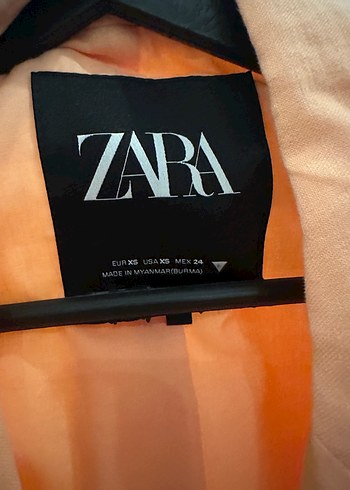 ZARA
EUR XS USA XS MEX 24
MADE IN MYANMAR(BURMA)